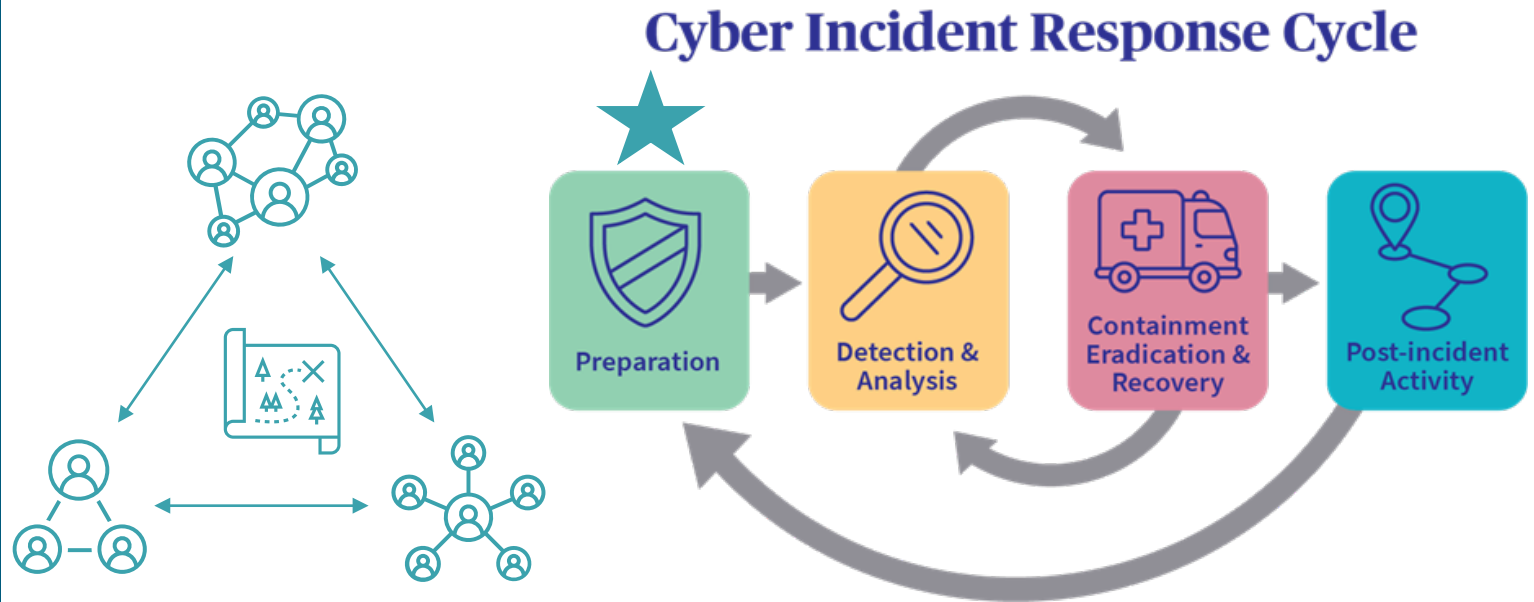 Cyber Incident Response Cycle
Preparation
Detection &
Analysis
Containment
Eradication &
Recovery
Post-incident
Activity